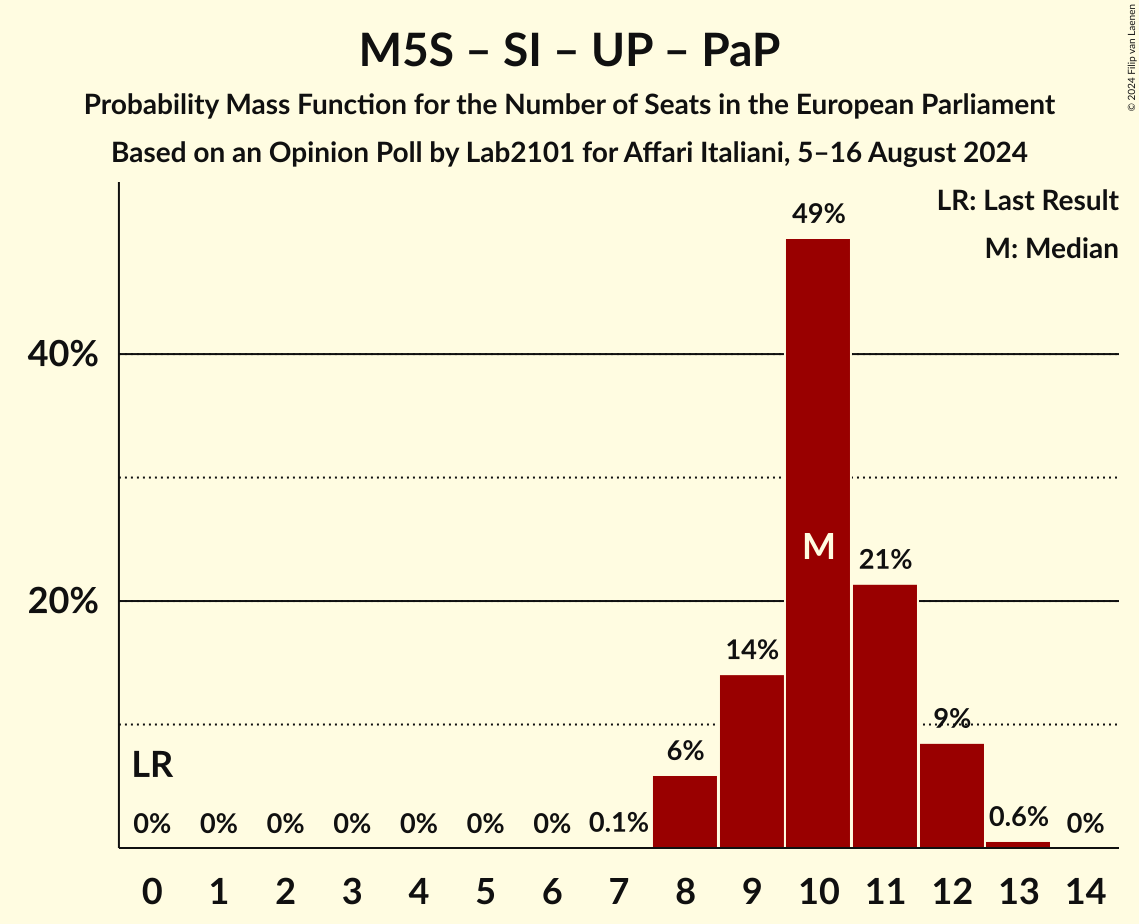 M5S – SI – UP – PaP
Probability Mass Function for the Number of Seats in the European Parliament
Based on an Opinion Poll by Lab2101 for Affari Italiani, 5–16 August 2024
© 2024 Filip van Laenen
LR: Last Result
M: Median
49%
40%
M
21%
20%
14%
9%
6%
LR
0% 0% 0% 0% 0% 0% 0% 0.1% 0.6% 0%
0 1 2 3 4 5 6 7 8 9 10 11 12 13 14